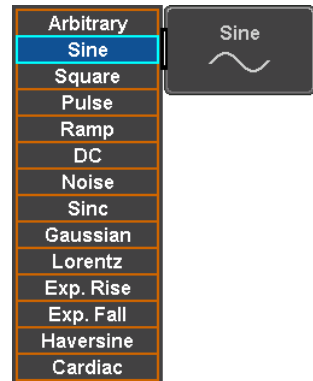 Arbitrary
Sine
Square
Pulse
Ramp
DC
Noise
Sinc
Gaussian
Lorentz
Exp. Rise
Exp. Fall
Haversine
Cardiac
Sine